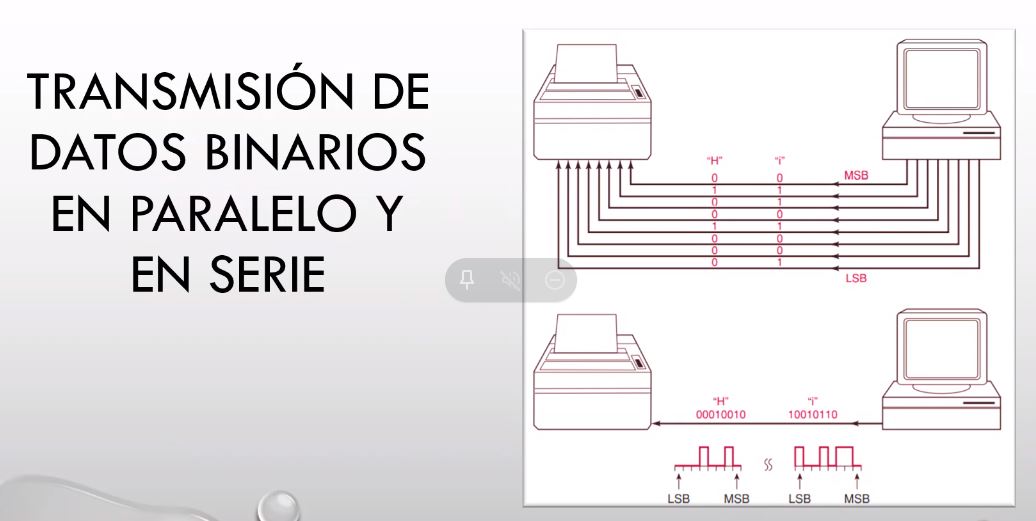 TRANSMISIÓN DE
DATOS BINARIOS
EN PARALELO Y
EN SERIE
“H” “i”
0 0 MSB
1 1
0 1
0 0
1 1
0 0
0 0
0 1
LSB
“H” “i”
00010010 10010110
LSB MSB LSB MSB